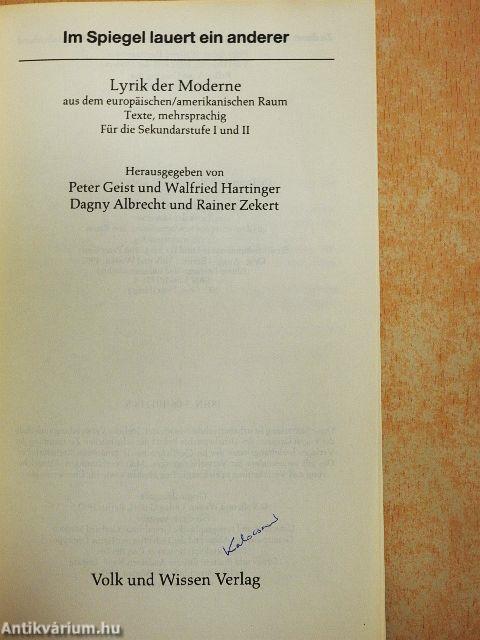 Im Spiegel lauert ein anderer
Lyrik der Moderne
aus dem europäischen/amerikanischen Raum
Texte, mehrsprachig
Für die Sekundarstufe I und II
Herausgegeben von
Peter Geist und Walfried Hartinger
Dagny Albrecht und Rainer Zekert
Volk und Wissen Verlag
Antikvárium.hu